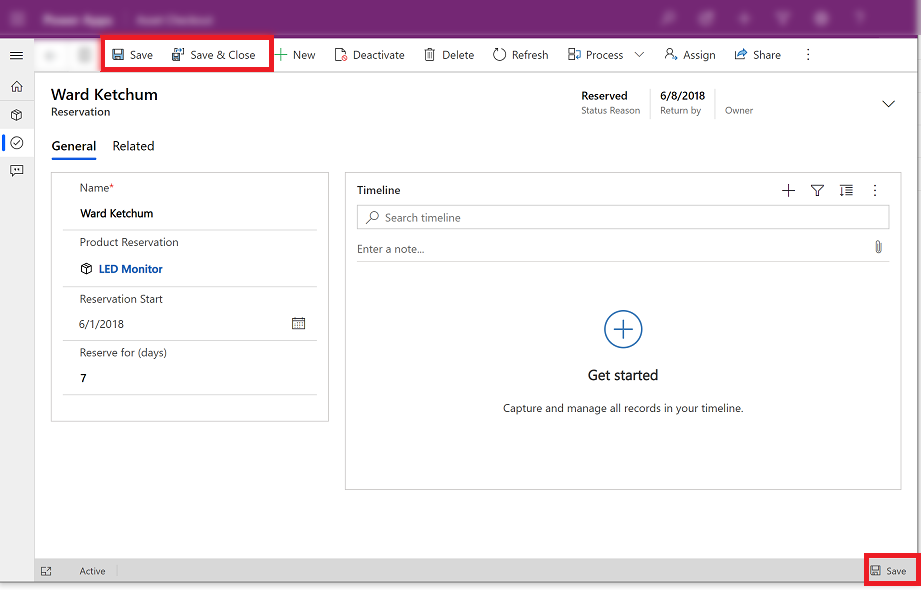 Power Apps Asset Checkout
Save Save & Close New Deactivate Delete Refresh Process Assign Share
Ward Ketchum
Reservation
Reserved
Status Reason
6/8/2018
Return by
Owner
General Related
Name*
Ward Ketchum
Product Reservation
LED Monitor
Reservation Start
6/1/2018
Reserve for (days)
7
Timeline
Search timeline
Enter a note...
Get started
Capture and manage all records in your timeline.
Active
Save